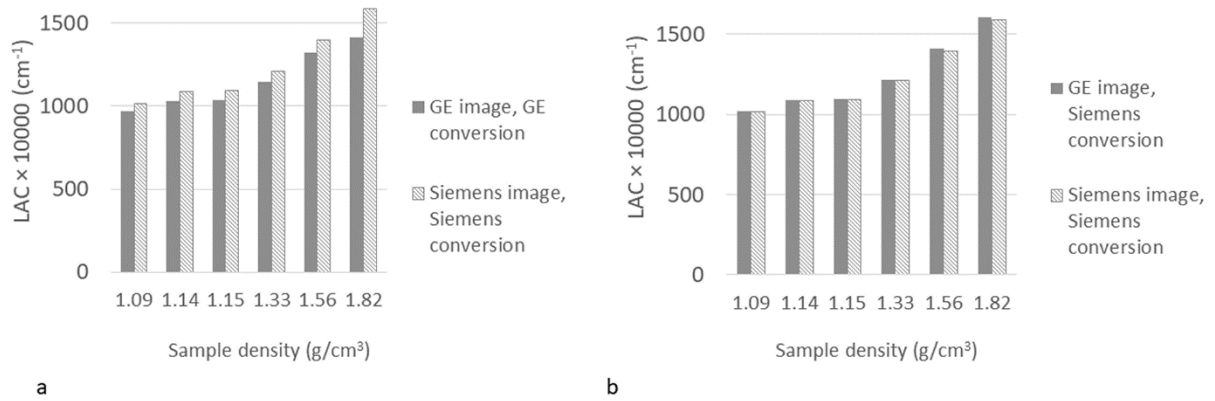 LAC × 10000 (cm⁻¹)
1500
1000
500
0
1.09 1.14 1.15 1.33 1.56 1.82
Sample density (g/cm³)
GE image, GE
conversion
Siemens image,
Siemens
conversion
a
LAC × 10000 (cm⁻¹)
1500
1000
500
0
1.09 1.14 1.15 1.33 1.56 1.82
Sample density (g/cm³)
GE image,
Siemens
conversion
Siemens image,
Siemens
conversion
b